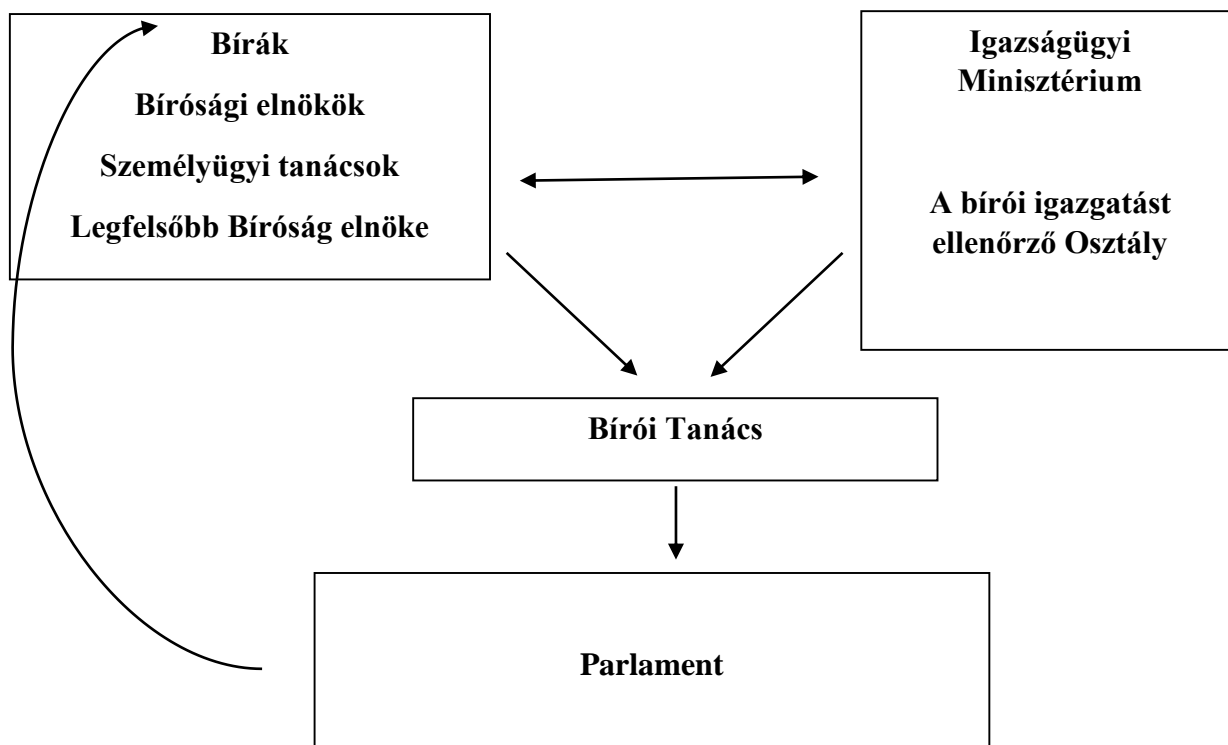 Bírák
Bírósági elnökök
Személyügyi tanácsok
Legfelsőbb Bíróság elnöke
Igazságügyi
Minisztérium
A bírói igazgatást
ellenőrző Osztály
Bírói Tanács
Parlament